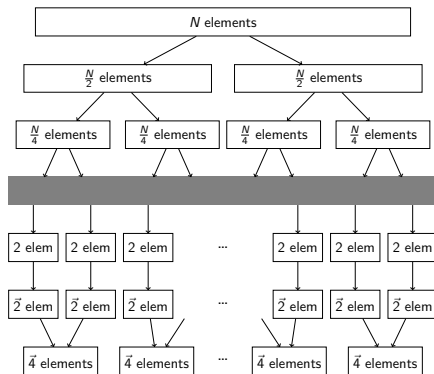 N elements
N/2 elements N/2 elements
N/4 elements N/4 elements N/4 elements N/4 elements
2 elem 2 elem 2 elem ... 2 elem 2 elem 2 elem
2⃗ elem 2⃗ elem 2⃗ elem ... 2⃗ elem 2⃗ elem 2⃗ elem
4⃗ elements 4⃗ elements ... 4⃗ elements 4⃗ elements